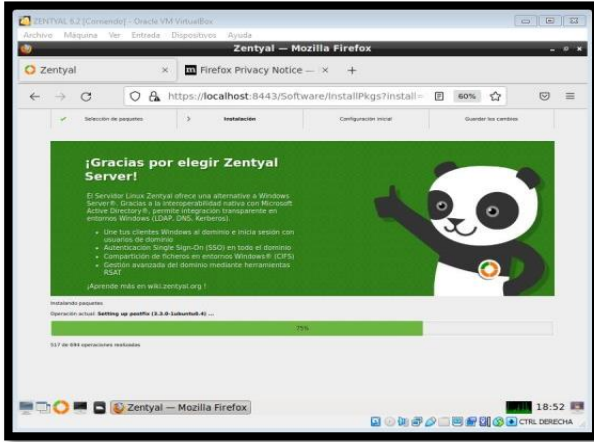 ZENTYAL 6.2 [Corriendo] - Oracle VM VirtualBox
Archivo Máquina Ver Entrada Dispositivos Ayuda
Zentyal — Mozilla Firefox
Zentyal
Firefox Privacy Notice —
https://localhost:8443/Software/InstallPkgs?install=
60%
Selección de paquetes
Instalación
Configuración inicial
Guardar los cambios
¡Gracias por elegir Zentyal Server!
El Servidor Linux Zentyal ofrece una alternative a Windows
Server®. Gracias a la interoperabilidad nativa con Microsoft
Active Directory®, permite integración transparente en
entornos Windows (LDAP, DNS, Kerberos).
Une tus clientes Windows al dominio e inicia sesión con
usuarios de dominio
Autenticación Single Sign-On (SSO) en todo el dominio
Compartición de ficheros en entornos Windows® (CIFS)
Gestión avanzada del dominio mediante herramientas
RSAT
¡Aprende más en wiki.zentyal.org !
Instalando paquetes
Operación actual: Setting up postfix (3.3.0-1ubuntu0.4) ...
75%
517 de 694 operaciones realizadas
Zentyal — Mozilla Firefox
18:52
CTRL DERECHA